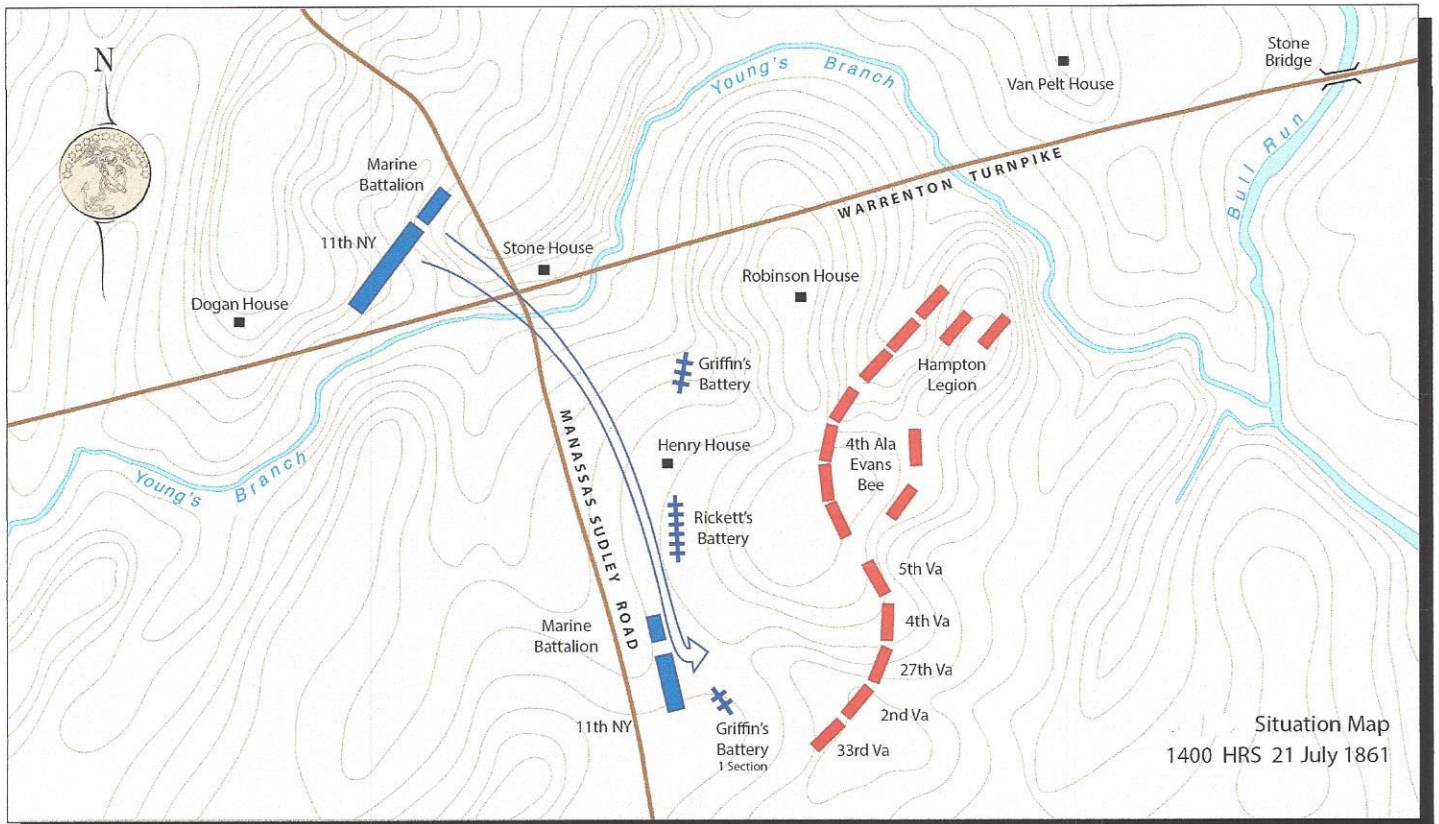 N
Stone
Bridge
Van Pelt House
Young's Branch
Bull Run
WARRENTON TURNPIKE
Marine
Battalion
11th NY
Stone House
Dogan House
Robinson House
Griffin's
Battery
Hampton
Legion
MANASSAS SUDLEY ROAD
Henry House
4th Ala
Evans
Bee
Young's Branch
Rickett's
Battery
5th Va
4th Va
Marine
Battalion
27th Va
2nd Va
11th NY
Griffin's
Battery
1 Section
33rd Va
Situation Map
1400 HRS 21 July 1861